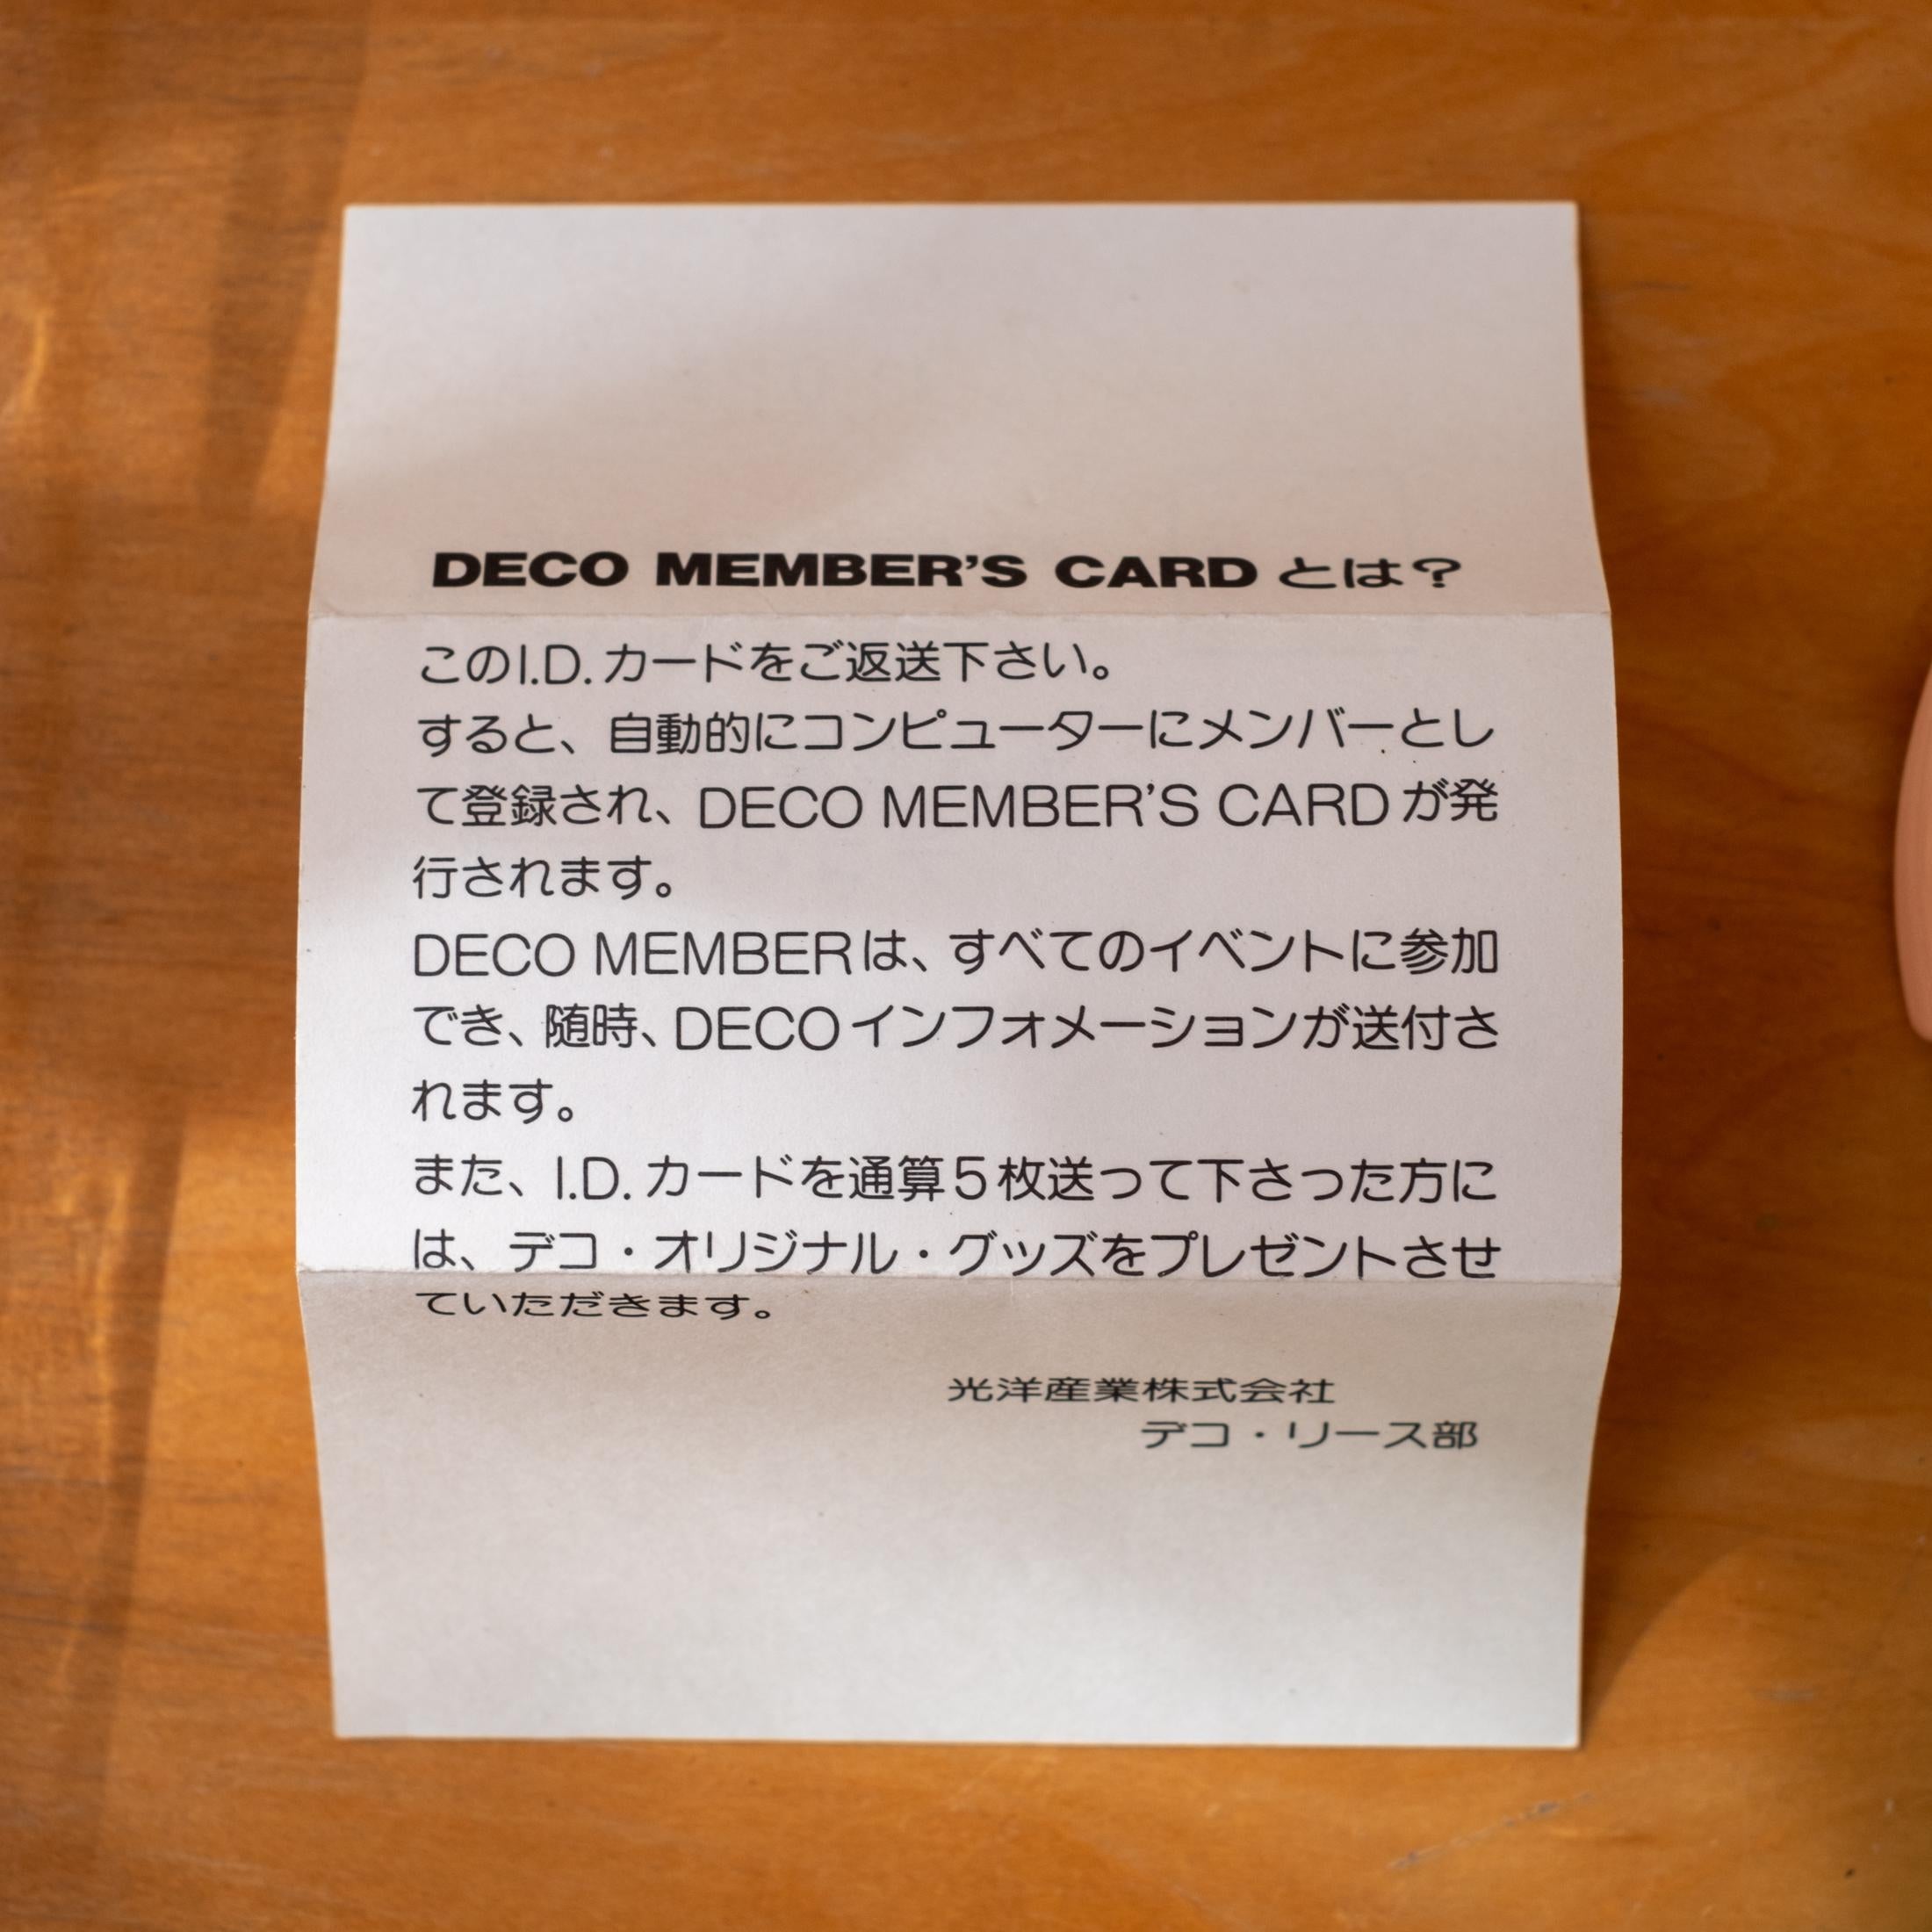 DECO MEMBER'S CARD とは？
このI.D. カードをご返送下さい。
すると、自動的にコンピューターにメンバーとし
て登録され、DECO MEMBER'S CARDが発
行されます。
DECO MEMBERは、すべてのイベントに参加
でき、随時、DECOインフォメーションが送付さ
れます。
また、I.D. カードを通算5枚送って下さった方に
は、デコ・オリジナル・グッズをプレゼントさせ
ていただきます。
光洋産業株式会社
デコ・リース部